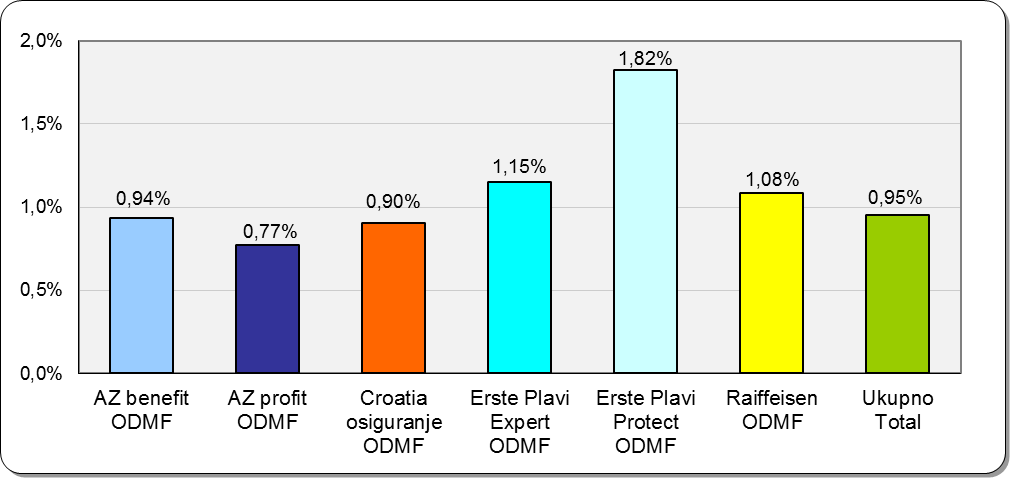 2,0%
1,5%
1,0%
0,5%
0,0%
0,94%
0,77%
0,90%
1,15%
1,82%
1,08%
0,95%
AZ benefit
ODMF
AZ profit
ODMF
Croatia
osiguranje
ODMF
Erste Plavi
Expert
ODMF
Erste Plavi
Protect
ODMF
Raiffeisen
ODMF
Ukupno
Total